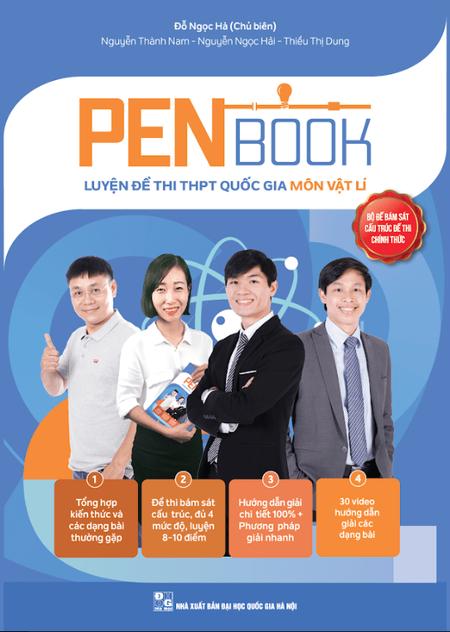 Đỗ Ngọc Hà (Chủ biên)
Nguyễn Thành Nam - Nguyễn Ngọc Hải - Thiều Thị Dung
PEN BOOK
LUYỆN ĐỀ THI THPT QUỐC GIA MÔN VẬT LÍ
BỘ ĐỀ BÁM SÁT
CẤU TRÚC ĐỀ THI
CHÍNH THỨC
PEN
1
Tổng hợp
kiến thức và
các dạng bài
thường gặp
2
Đề thi bám sát
cấu trúc, đủ 4
mức độ, luyện
8-10 điểm
3
Hướng dẫn giải
chi tiết 100% +
Phương pháp
giải nhanh
4
30 video
hướng dẫn
giải các
dạng bài
NHÀ XUẤT BẢN ĐẠI HỌC QUỐC GIA HÀ NỘI